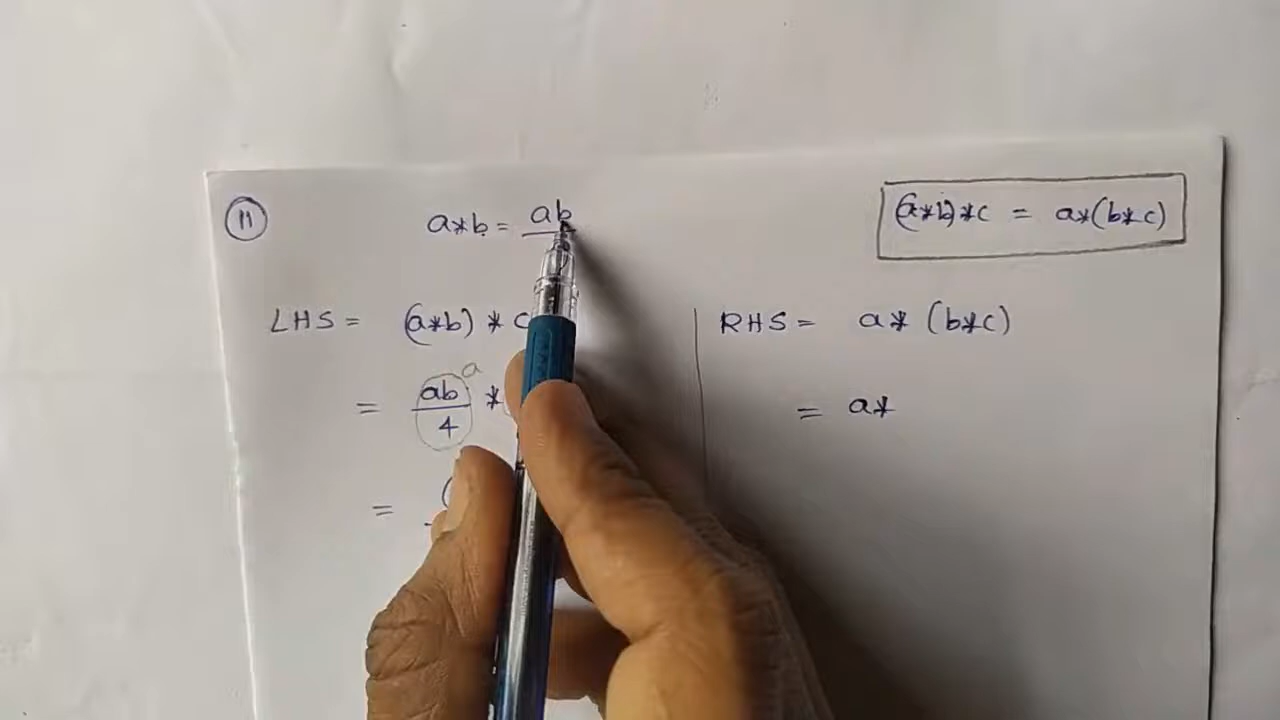 11
a*b = ab
(a*b)*c = a*(b*c)
LHS = (a*b) * c
= ab/4 *
a
=
RHS = a* (b*c)
= a*